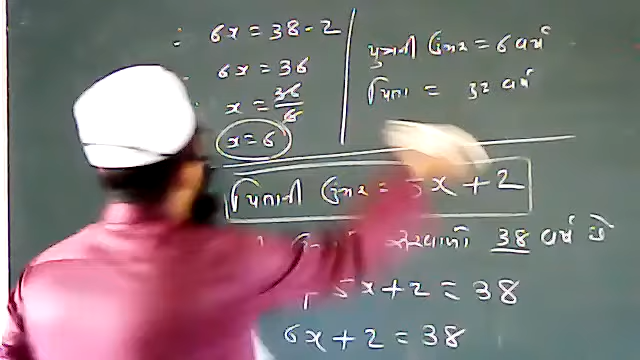 6x = 38 - 2
6x = 36
x = 36/6
x = 6
પુત્રની ઉંમર = 6 વર્ષ
પિતા = 32 વર્ષ
પિતાની ઉંમર = 5x + 2
સરવાળો 38 વર્ષ છે
5x + 2 = 38
6x + 2 = 38